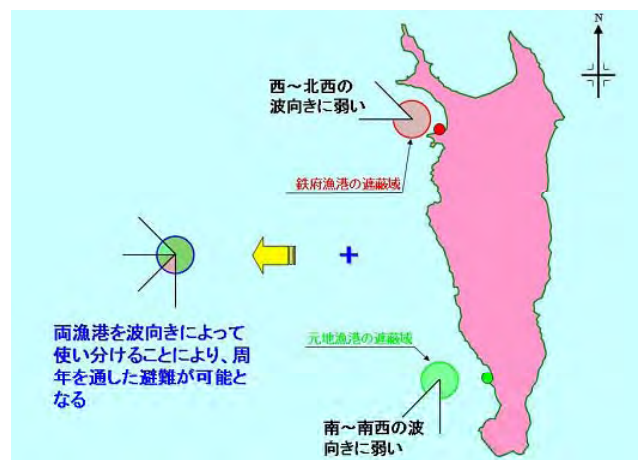 N
西～北西の
波向きに弱い
鉄府漁港の遮蔽域
+
両漁港を波向きによって
使い分けることにより、周
年を通した避難が可能と
なる
元地漁港の遮蔽域
南～南西の波
向きに弱い